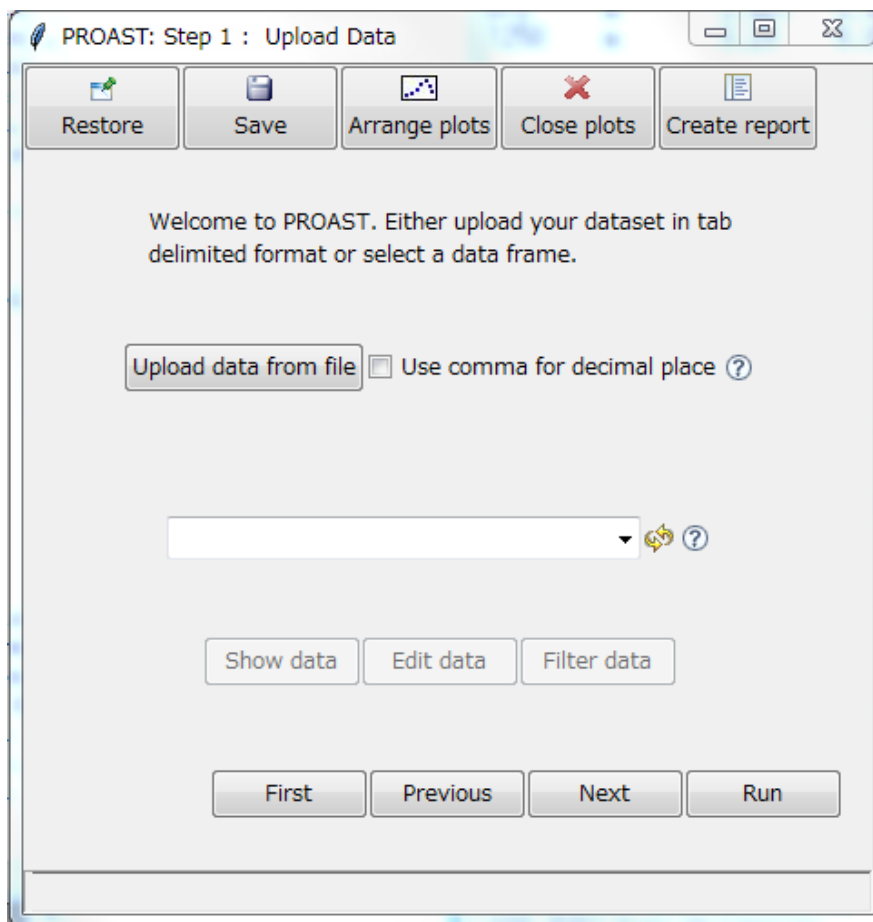 PROAST: Step 1 : Upload Data
Restore Save Arrange plots Close plots Create report
Welcome to PROAST. Either upload your dataset in tab
delimited format or select a data frame.
Upload data from file Use comma for decimal place ?
?
Show data Edit data Filter data
First Previous Next Run